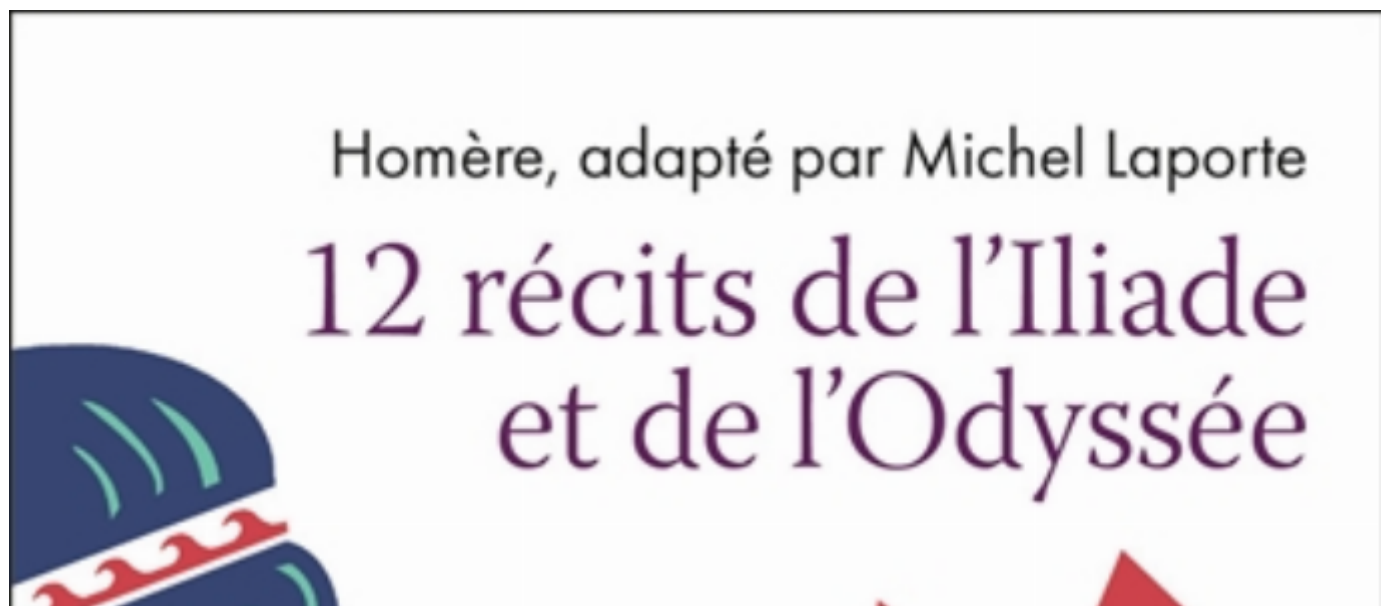 Homère, adapté par Michel Laporte
12 récits de l’Iliade
et de l’Odyssée